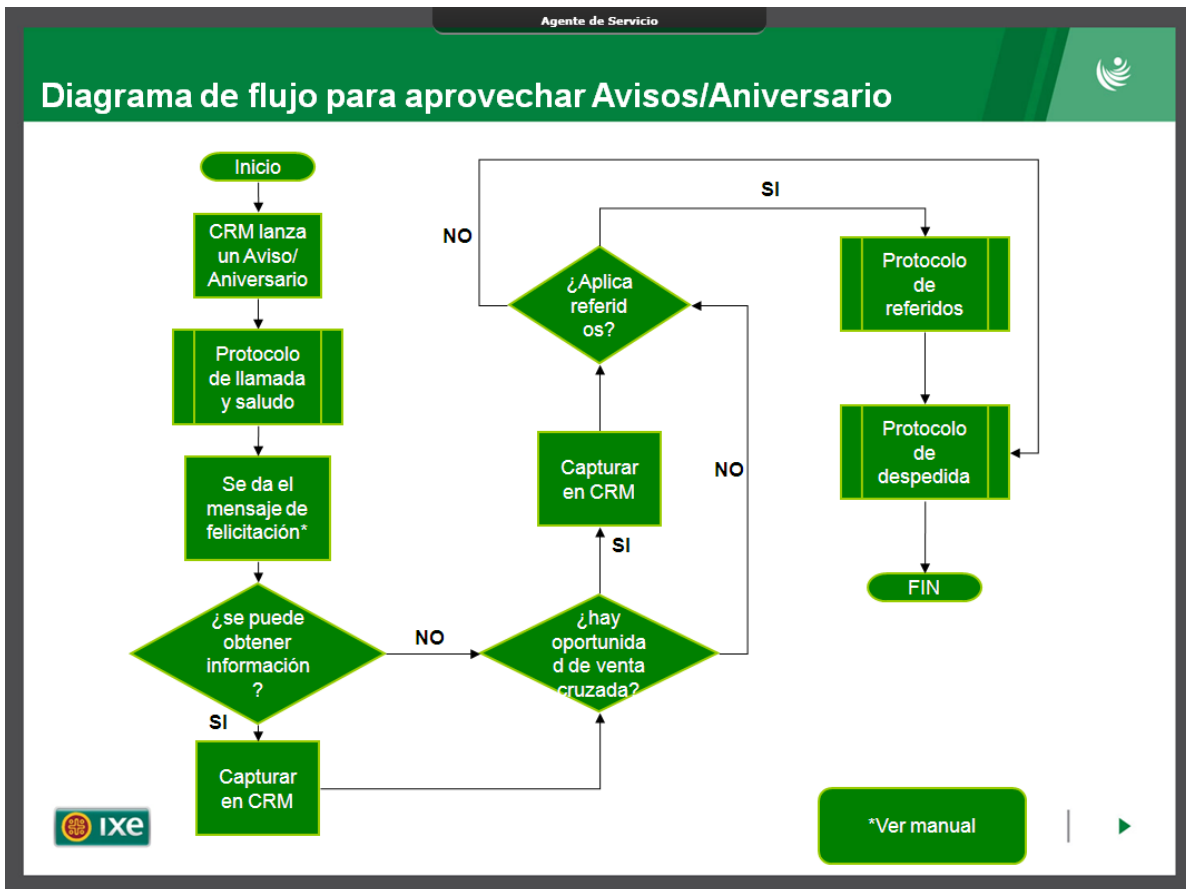 Agente de Servicio
Diagrama de flujo para aprovechar Avisos/Aniversario
Inicio
CRM lanza
un Aviso/
Aniversario
Protocolo
de llamada
y saludo
Se da el
mensaje de
felicitación*
¿se puede
obtener
información
?
SI
Capturar
en CRM
NO
¿hay
oportunida
d de venta
cruzada?
SI
Capturar
en CRM
NO
¿Aplica
referid
os?
NO
SI
Protocolo
de
referidos
Protocolo
de
despedida
FIN
ixe
*Ver manual